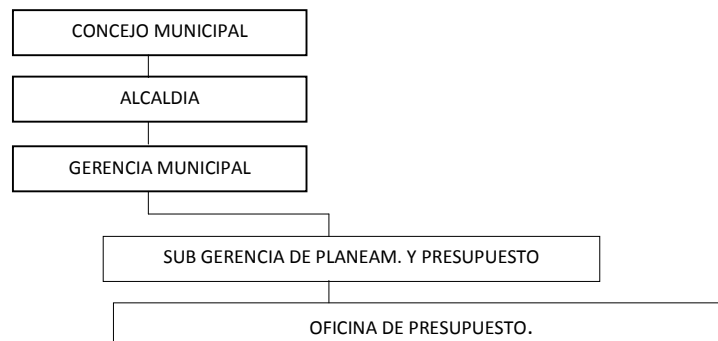 CONCEJO MUNICIPAL
ALCALDIA
GERENCIA MUNICIPAL
SUB GERENCIA DE PLANEAM. Y PRESUPUESTO
OFICINA DE PRESUPUESTO.